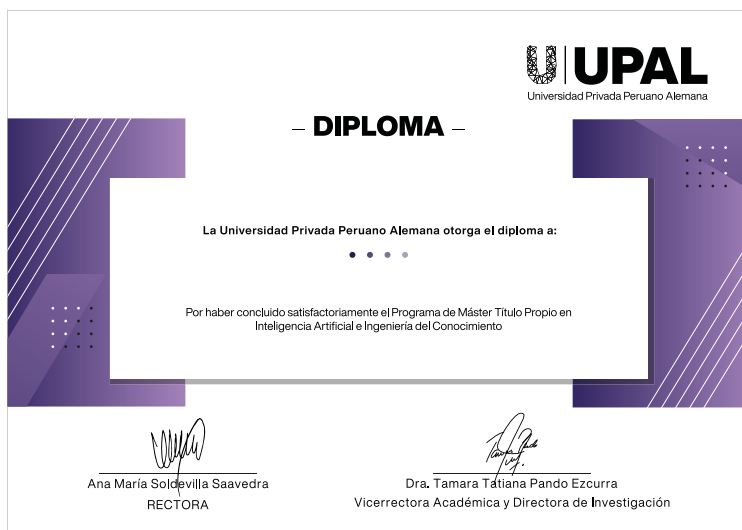 UPAL
Universidad Privada Peruano Alemana
– DIPLOMA –
La Universidad Privada Peruano Alemana otorga el diploma a:
Por haber concluido satisfactoriamente el Programa de Máster Título Propio en
Inteligencia Artificial e Ingeniería del Conocimiento
Ana María Soldevilla Saavedra
RECTORA
Dra. Tamara Tatiana Pando Ezcurra
Vicerrectora Académica y Directora de Investigación